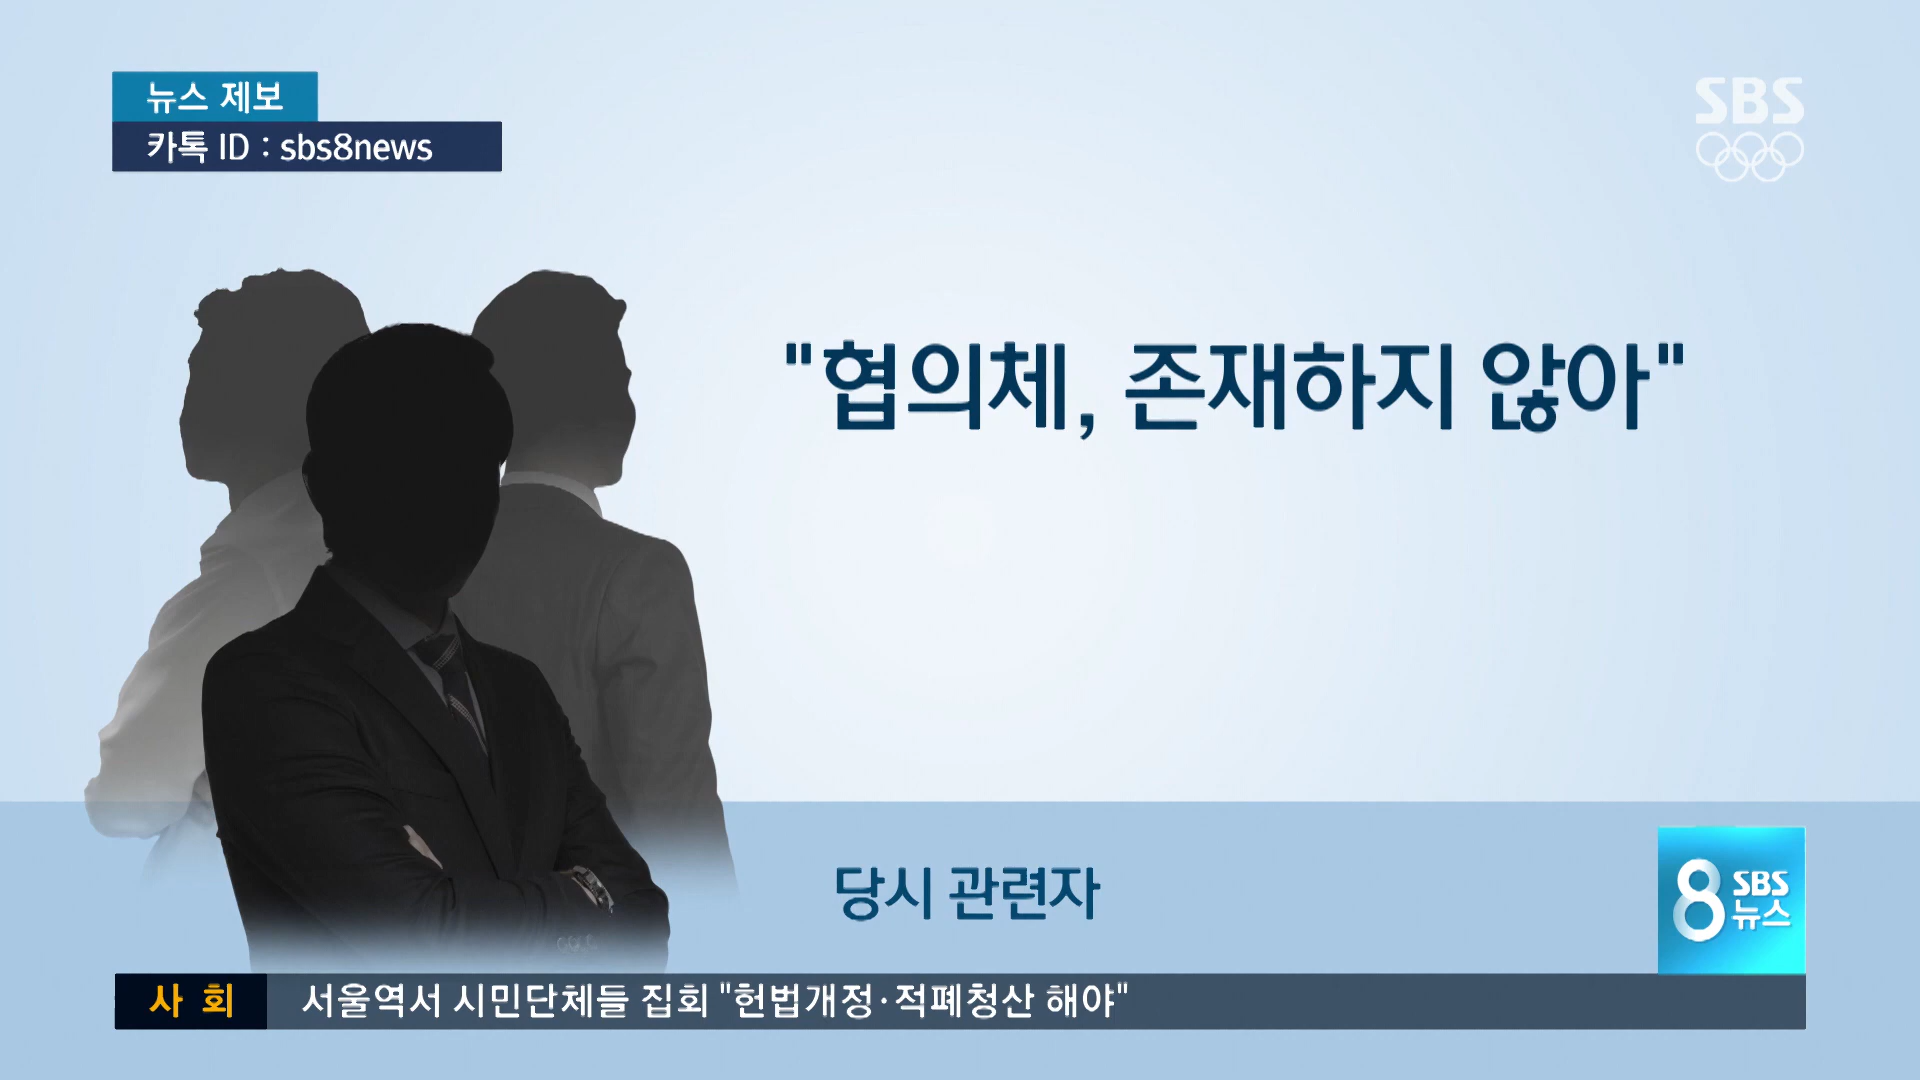 뉴스 제보
카톡 ID : sbs8news
SBS
"협의체, 존재하지 않아"
당시 관련자
8 SBS
뉴스
사 회 서울역서 시민단체들 집회 "헌법개정·적폐청산 해야"